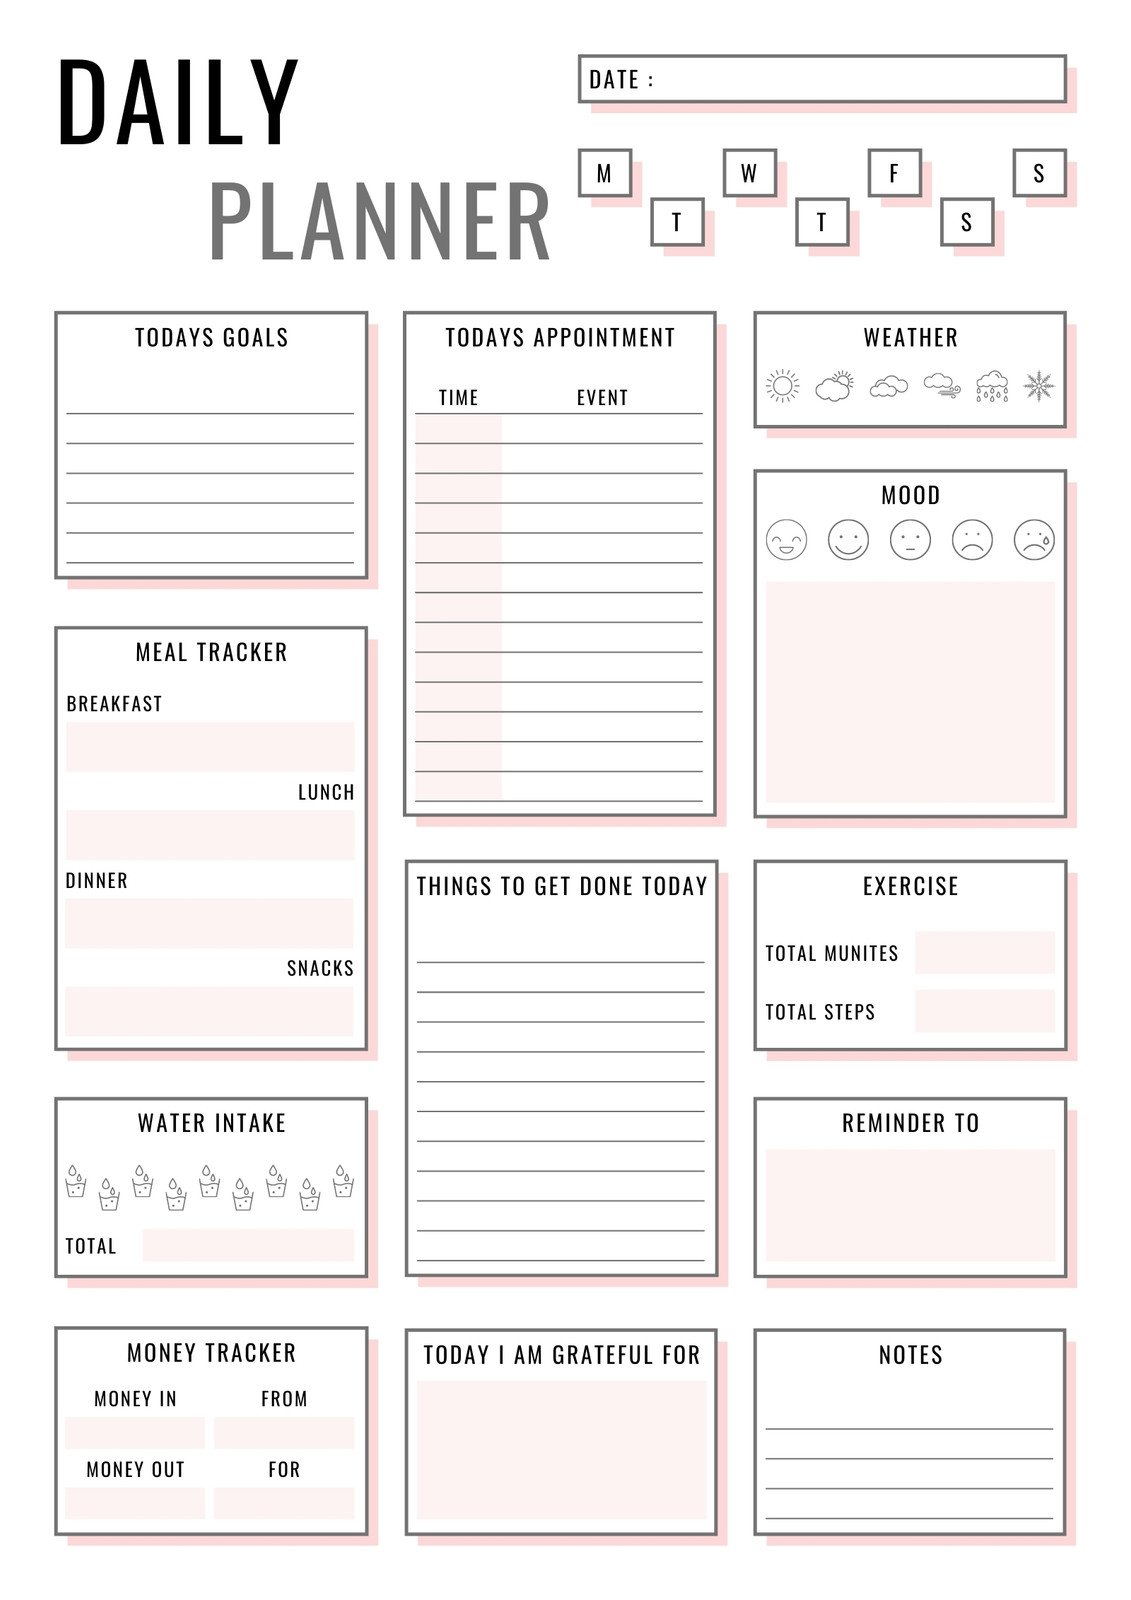 DAILY
PLANNER
DATE :
M
T
W
T
F
S
S
TODAYS GOALS
TODAYS APPOINTMENT
TIME EVENT
WEATHER
MOOD
MEAL TRACKER
BREAKFAST
LUNCH
DINNER
SNACKS
THINGS TO GET DONE TODAY
EXERCISE
TOTAL MUNITES
TOTAL STEPS
WATER INTAKE
TOTAL
REMINDER TO
MONEY TRACKER
MONEY IN FROM
MONEY OUT FOR
TODAY I AM GRATEFUL FOR
NOTES